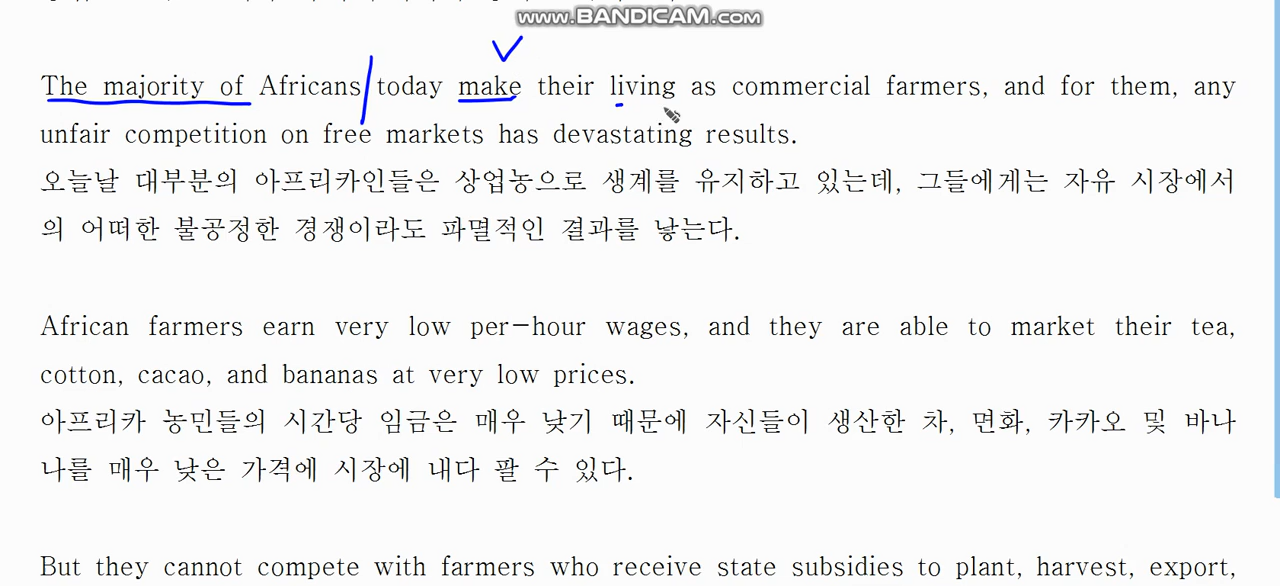 www.BANDICAM.com
The majority of Africans today make their living as commercial farmers, and for them, any
unfair competition on free markets has devastating results.
오늘날 대부분의 아프리카인들은 상업농으로 생계를 유지하고 있는데, 그들에게는 자유 시장에서
의 어떠한 불공정한 경쟁이라도 파멸적인 결과를 낳는다.
African farmers earn very low per-hour wages, and they are able to market their tea,
cotton, cacao, and bananas at very low prices.
아프리카 농민들의 시간당 임금은 매우 낮기 때문에 자신들이 생산한 차, 면화, 카카오 및 바나
나를 매우 낮은 가격에 시장에 내다 팔 수 있다.
But they cannot compete with farmers who receive state subsidies to plant, harvest, export,